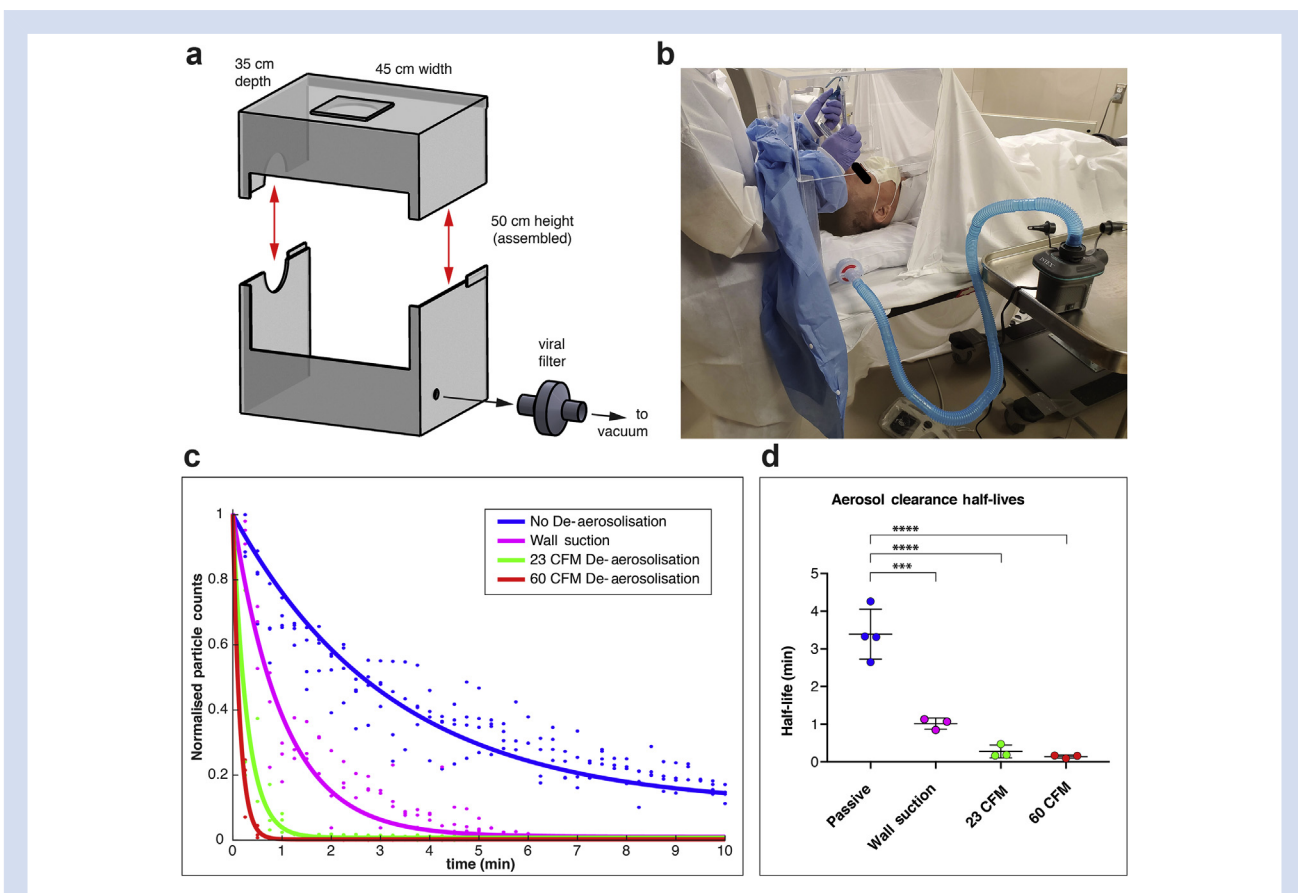 a
35 cm
depth
45 cm width
50 cm height
(assembled)
viral
filter
to
vacuum
b
c
1
0.8
0.6
0.4
0.2
0
Normalised particle counts
No De-aerosolisation
Wall suction
23 CFM De-aerosolisation
60 CFM De-aerosolisation
0 1 2 3 4 5 6 7 8 9 10
time (min)
d
Aerosol clearance half-lives
****
****
***
5
4
3
2
1
0
Half-life (min)
Passive
Wall suction
23 CFM
60 CFM